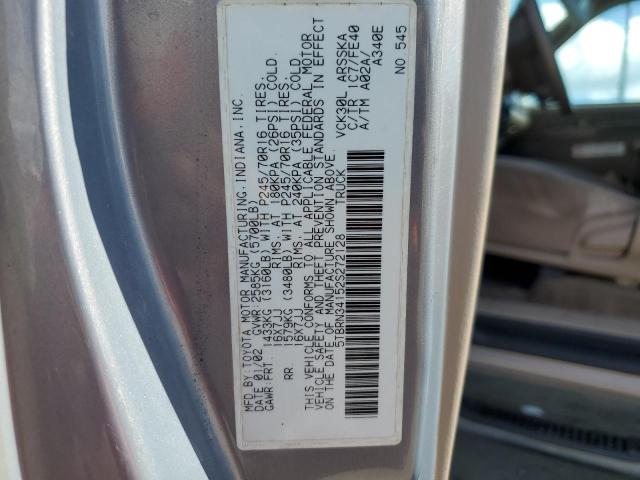 MFD.BY:TOYOTA MOTOR MANUFACTURING,INDIANA,INC.
DATE 01/02 GVWR:2585KG (5700LB)
GAWR:FRT. 1433KG (3160LB) WITH P245/70R16 TIRES,
16X7JJ RIMS, AT 180KPA (26PSI) COLD.
RR. 1579KG (3480LB) WITH P245/70R16 TIRES,
16X7JJ RIMS, AT 240KPA (35PSI) COLD.
THIS VEHICLE CONFORMS TO ALL APPLICABLE FEDERAL MOTOR
VEHICLE SAFETY AND THEFT PREVENTION STANDARDS IN EFFECT
ON THE DATE OF MANUFACTURE SHOWN ABOVE.
5TBRN34152S272128 TRUCK VCK30L ARSSKA
C/TR 1C7/FE40
A/TM A02A/
A340E
NO 545